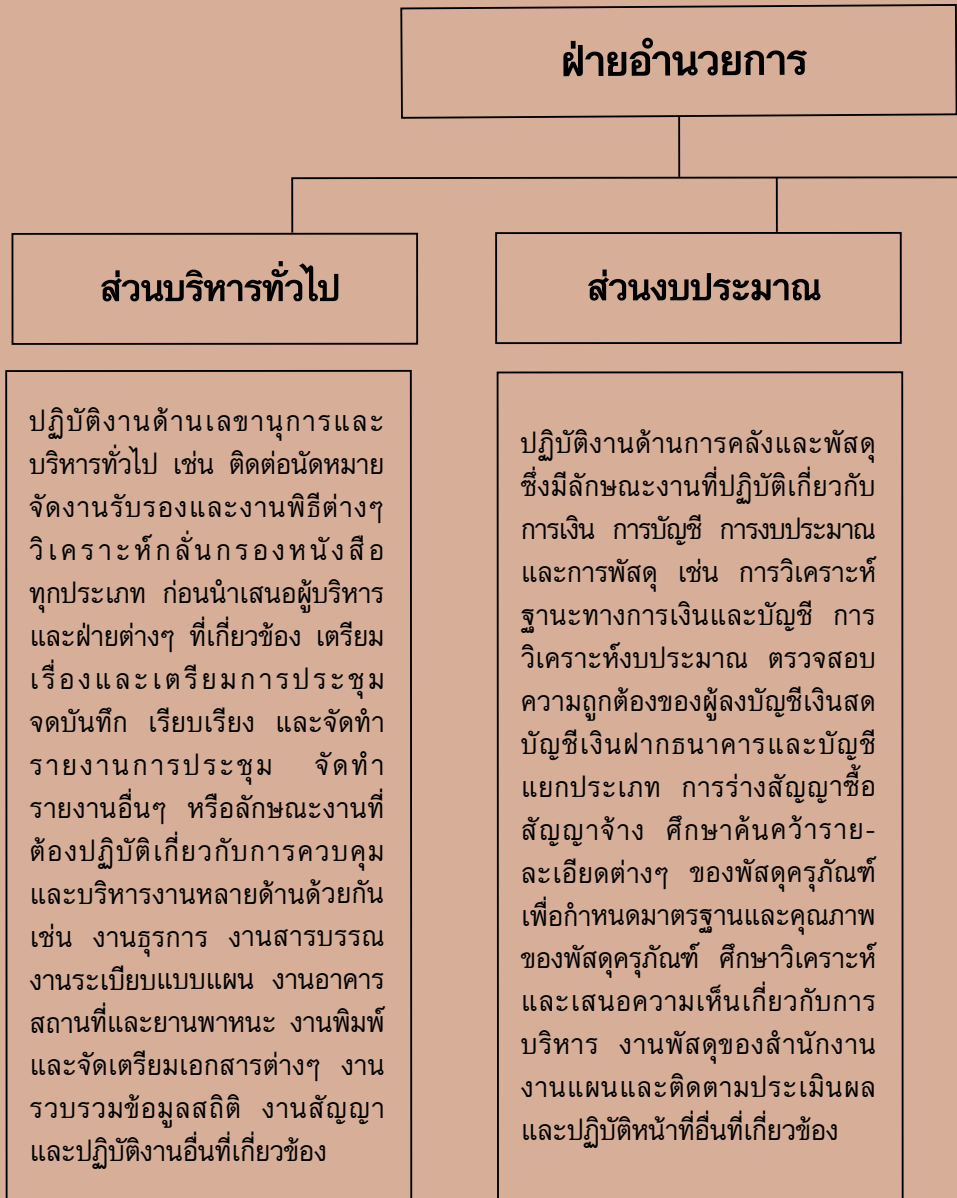 ฝ่ายอำนวยการ
ส่วนบริหารทั่วไป
ปฏิบัติงานด้านเลขานุการและ
บริหารทั่วไป เช่น ติดต่อนัดหมาย
จัดงานรับรองและงานพิธีต่างๆ
วิเคราะห์กลั่นกรองหนังสือ
ทุกประเภท ก่อนนำเสนอผู้บริหาร
และฝ่ายต่างๆ ที่เกี่ยวข้อง เตรียม
เรื่องและเตรียมการประชุม
จดบันทึก เรียบเรียง และจัดทำ
รายงานการประชุม จัดทำ
รายงานอื่นๆ หรือลักษณะงานที่
ต้องปฏิบัติเกี่ยวกับการควบคุม
และบริหารงานหลายด้านด้วยกัน
เช่น งานธุรการ งานสารบรรณ
งานระเบียบแบบแผน งานอาคาร
สถานที่และยานพาหนะ งานพิมพ์
และจัดเตรียมเอกสารต่างๆ งาน
รวบรวมข้อมูลสถิติ งานสัญญา
และปฏิบัติงานอื่นที่เกี่ยวข้อง
ส่วนงบประมาณ
ปฏิบัติงานด้านการคลังและพัสดุ
ซึ่งมีลักษณะงานที่ปฏิบัติเกี่ยวกับ
การเงิน การบัญชี การงบประมาณ
และการพัสดุ เช่น การวิเคราะห์
ฐานะทางการเงินและบัญชี การ
วิเคราะห์งบประมาณ ตรวจสอบ
ความถูกต้องของผู้ลงบัญชีเงินสด
บัญชีเงินฝากธนาคารและบัญชี
แยกประเภท การร่างสัญญาซื้อ
สัญญาจ้าง ศึกษาค้นคว้าราย-
ละเอียดต่างๆ ของพัสดุครุภัณฑ์
เพื่อกำหนดมาตรฐานและคุณภาพ
ของพัสดุครุภัณฑ์ ศึกษาวิเคราะห์
และเสนอความเห็นเกี่ยวกับการ
บริหาร งานพัสดุของสำนักงาน
งานแผนและติดตามประเมินผล
และปฏิบัติหน้าที่อื่นที่เกี่ยวข้อง